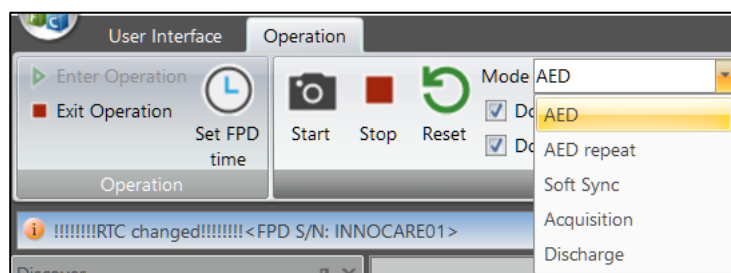 User Interface
Operation
Enter Operation
Exit Operation
Set FPD
time
Operation
Start
Stop
Reset
Mode AED
AED
AED repeat
Soft Sync
Acquisition
Discharge
!!!!!!!!RTC changed!!!!!!!!<FPD S/N: INNOCARE01>